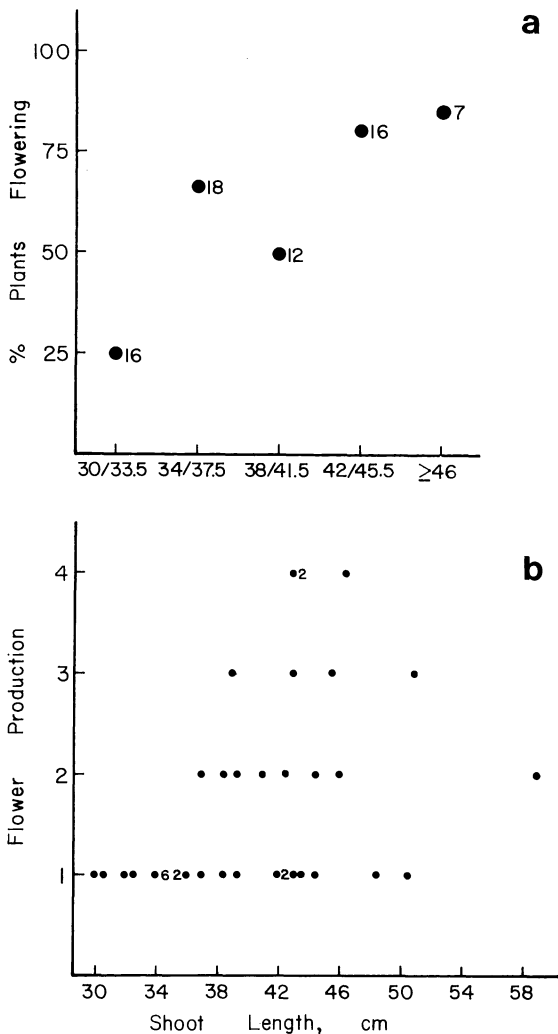 a
100
75
50
25
% Plants Flowering
16
18
12
16
7
30/33.5 34/37.5 38/41.5 42/45.5 ≥46
b
4
3
2
1
Flower Production
2
6 2 2
30 34 38 42 46 50 54 58
Shoot Length, cm